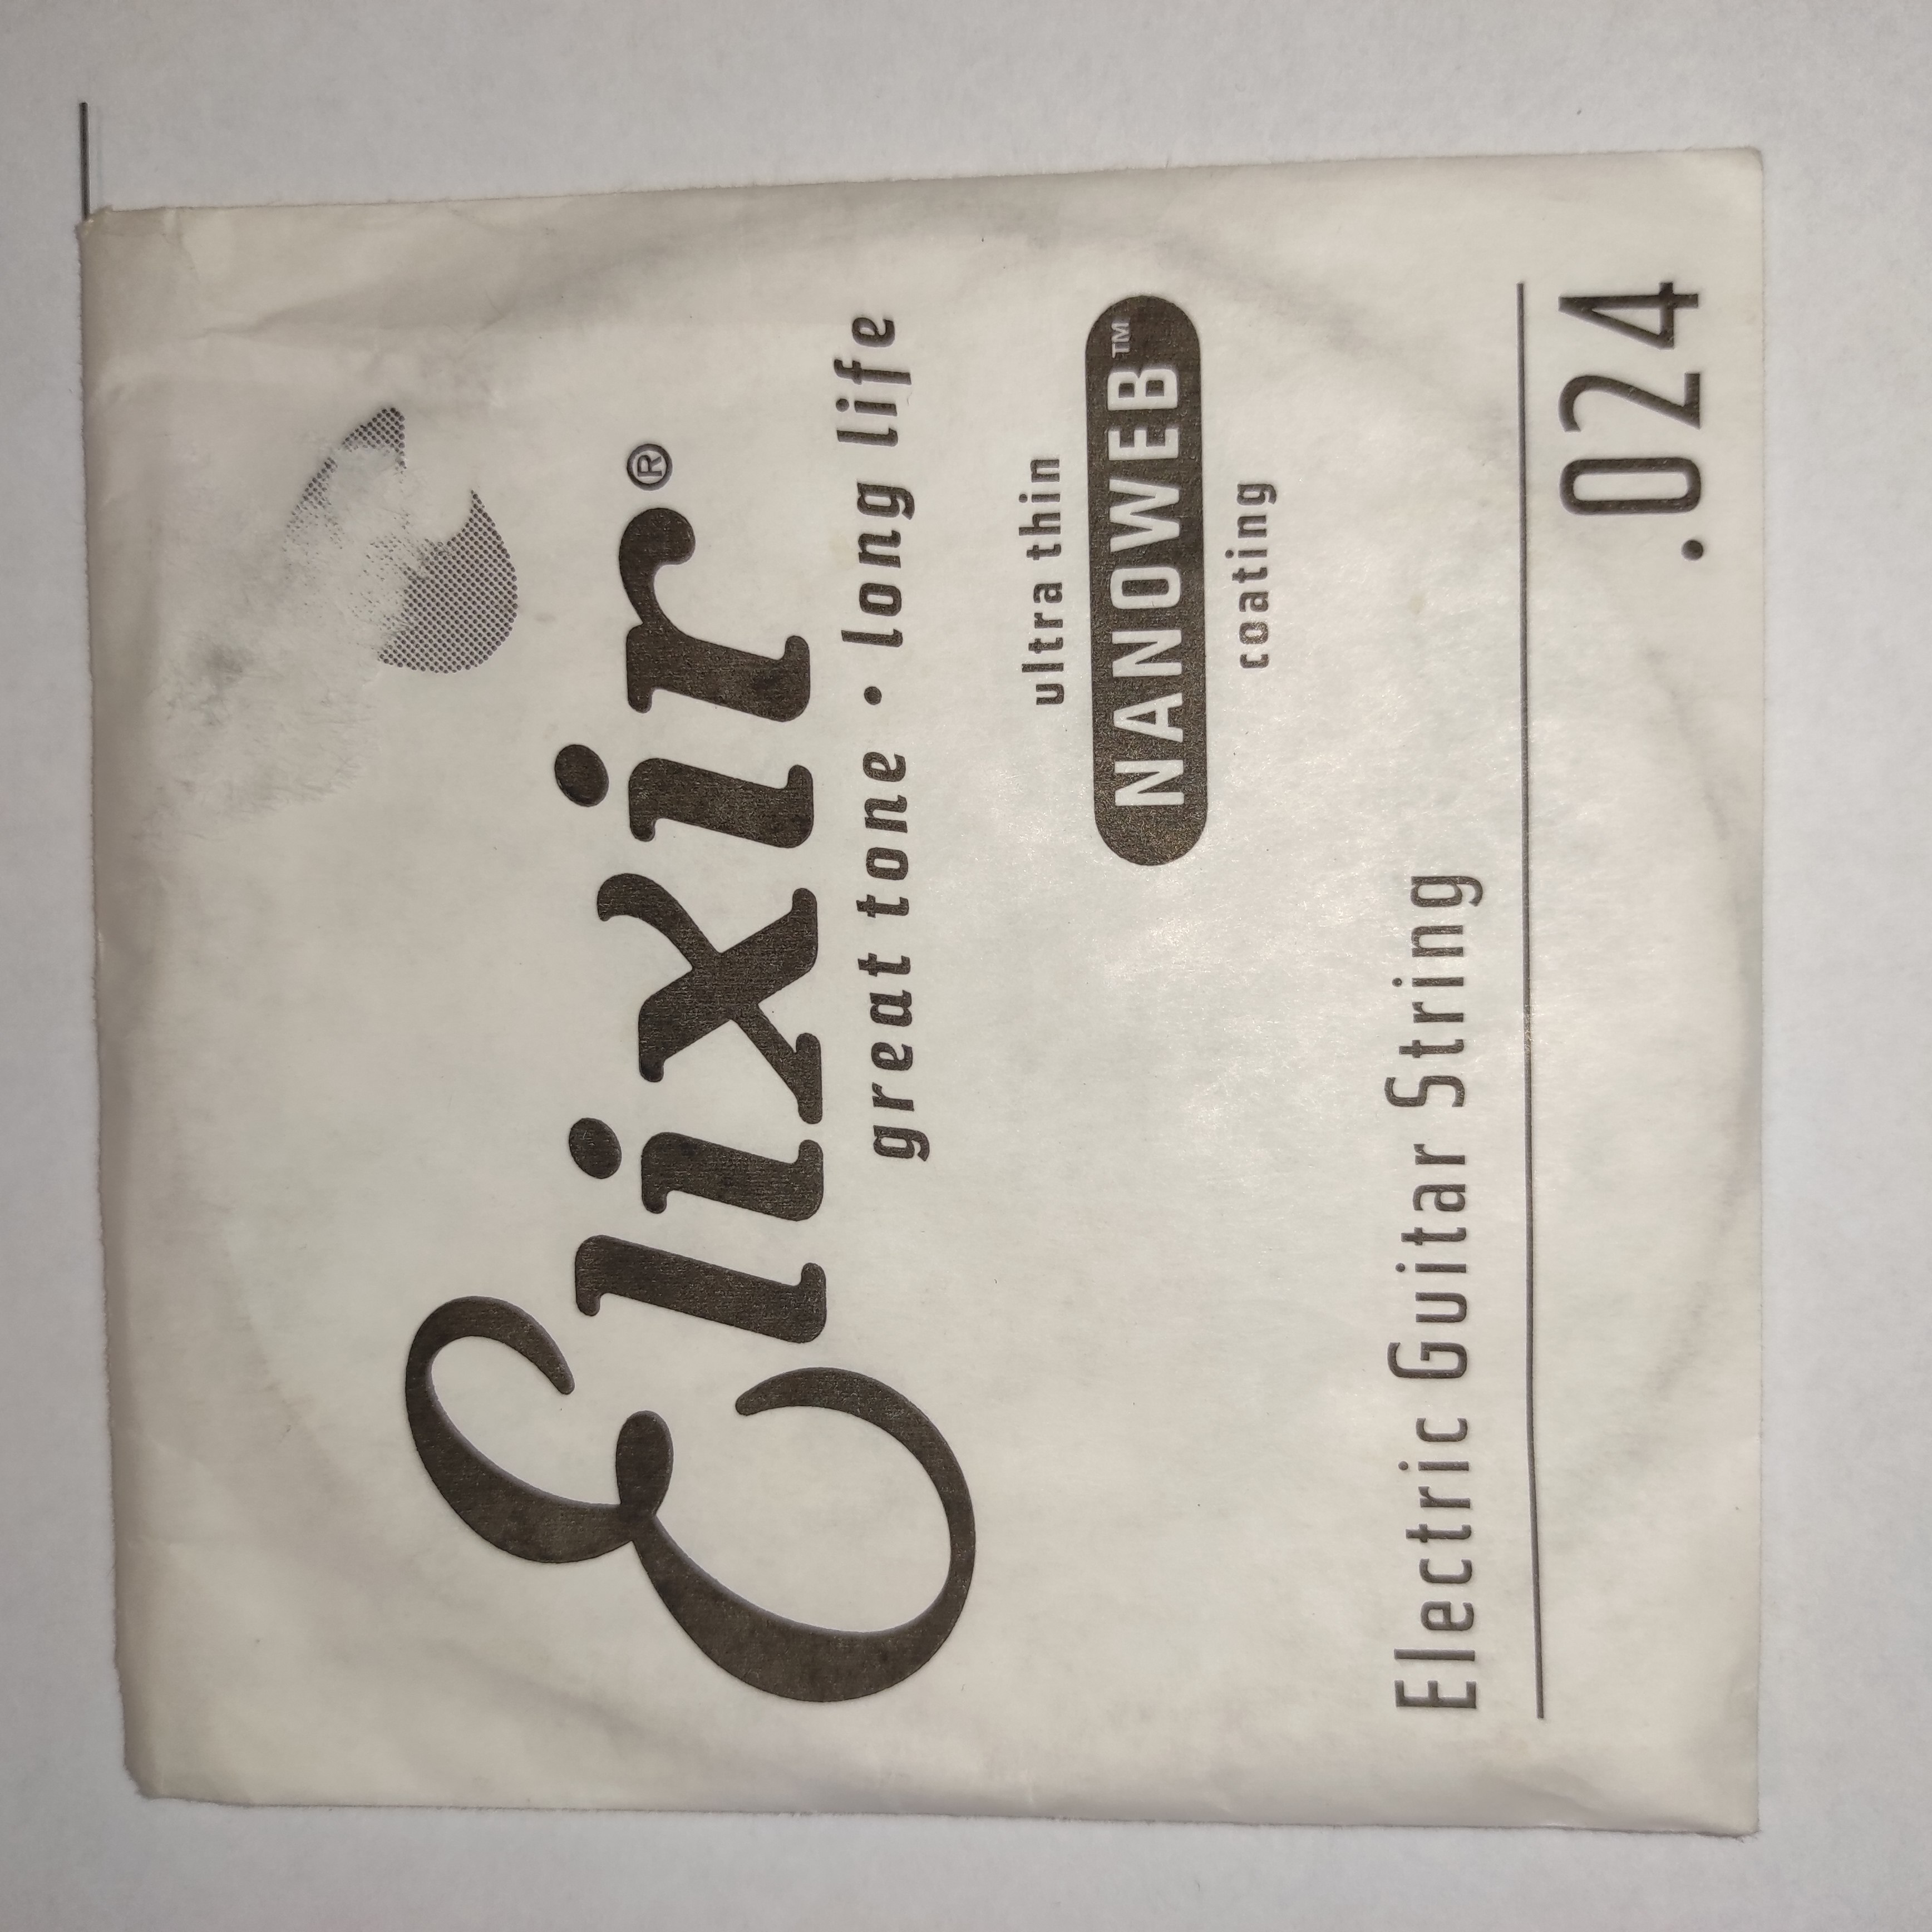 Elixir®
great tone • long life
ultra thin
NANOWEB™
coating
Electric Guitar String
.024